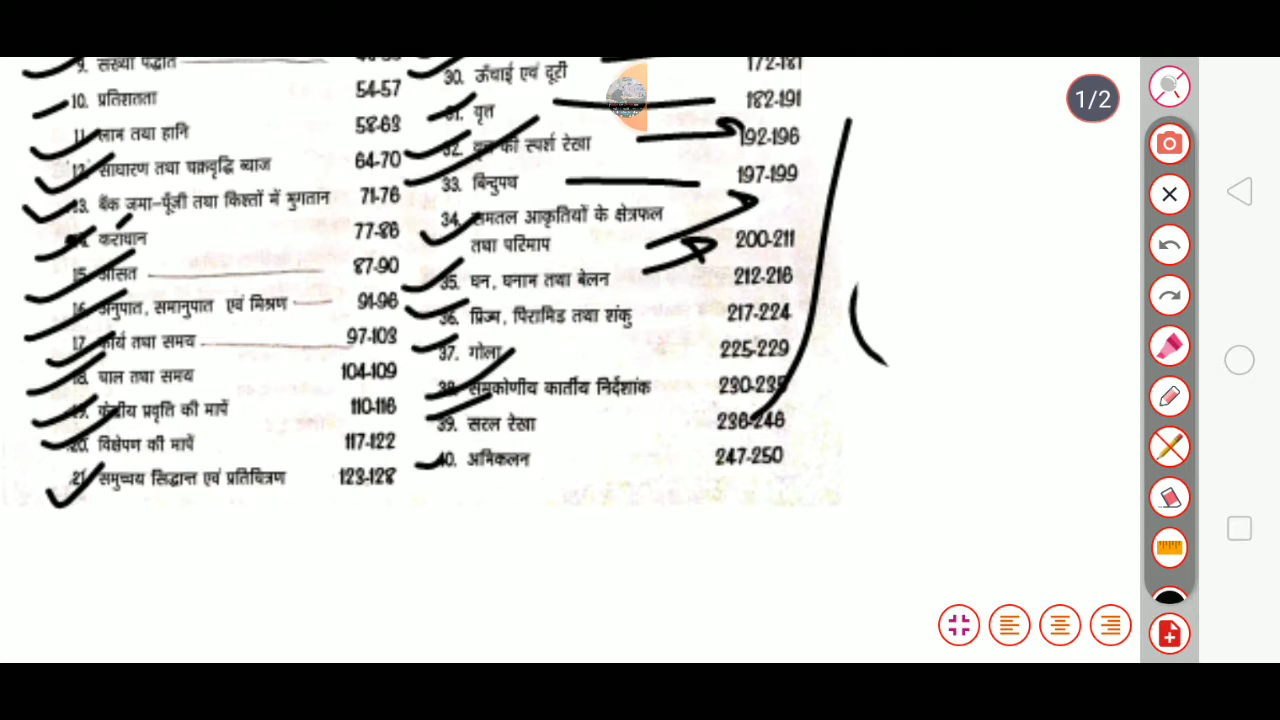 9. संख्या पद्धति
10. प्रतिशतता 54-57
11. लाभ तथा हानि 58-63
12. साधारण तथा चक्रवृद्धि ब्याज 64-70
13. बैंक जमा-पूँजी तथा किश्तों में भुगतान 71-76
कराधान 77-86
15. औसत 87-90
16. अनुपात, समानुपात एवं मिश्रण 91-96
17. कार्य तथा समय 97-103
18. चाल तथा समय 104-109
19. केंद्रीय प्रवृति की मापें 110-116
20. विक्षेपण की मापें 117-122
21. समुच्चय सिद्धान्त एवं प्रतिचित्रण 123-128
30. ऊँचाई एवं दूरी 172-181
31. वृत्त 182-191
32. वृत्त की स्पर्श रेखा 192-196
33. बिन्दुपथ 197-199
34. समतल आकृतियों के क्षेत्रफल
तथा परिमाप 200-211
35. घन, घनाभ तथा बेलन 212-216
36. प्रिज्म, पिरामिड तथा शंकु 217-224
37. गोला 225-229
38. समकोणीय कार्तीय निर्देशांक 230-235
39. सरल रेखा 236-246
40. अभिकलन 247-250
1/2